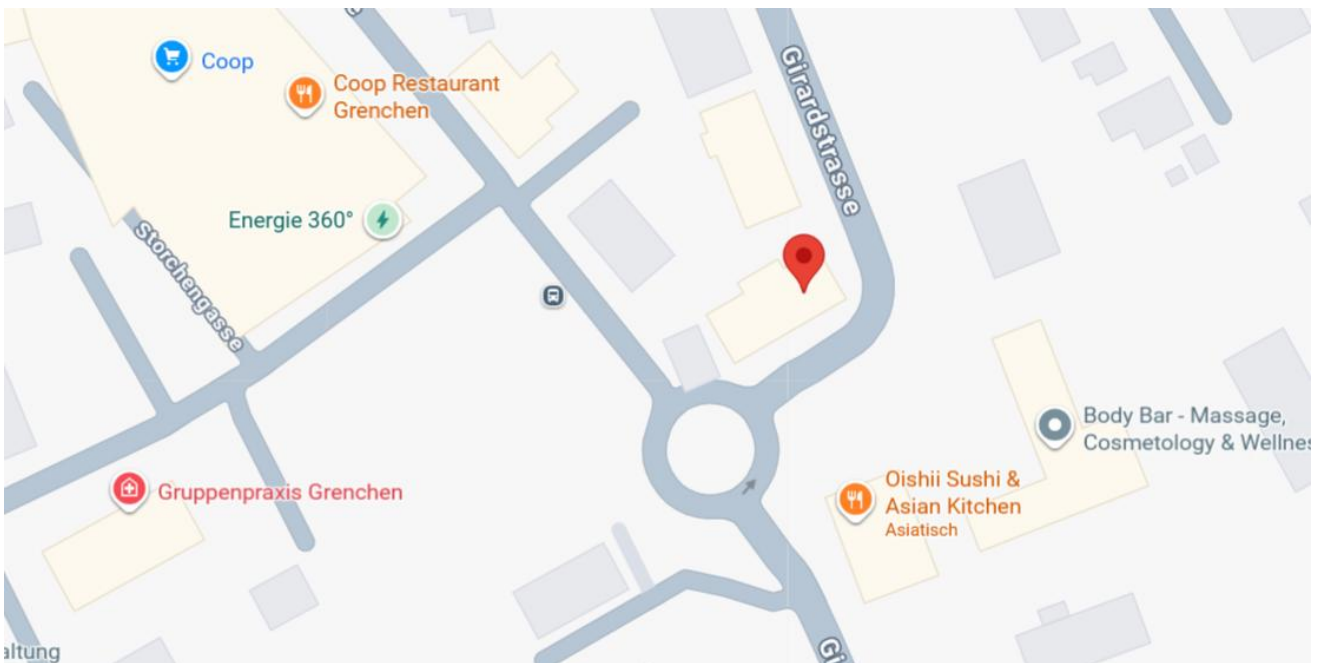 Coop
Coop Restaurant
Grenchen
Girardstrasse
Energie 360°
Storchengasse
Body Bar - Massage,
Cosmetology & Wellnes
Oishii Sushi &
Asian Kitchen
Asiatisch
Gruppenpraxis Grenchen
altung
Gi